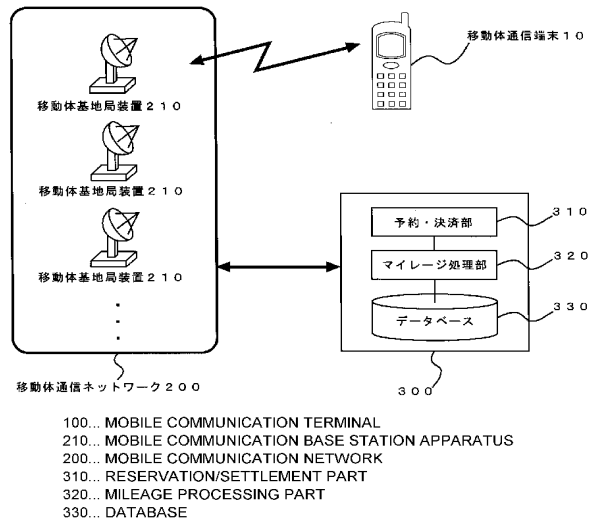 移動体通信端末10
移動体基地局装置210
移動体基地局装置210
移動体基地局装置210
予約・決済部
310
マイレージ処理部
320
データベース
330
300
移動体通信ネットワーク200
100... MOBILE COMMUNICATION TERMINAL
210... MOBILE COMMUNICATION BASE STATION APPARATUS
200... MOBILE COMMUNICATION NETWORK
310... RESERVATION/SETTLEMENT PART
320... MILEAGE PROCESSING PART
330... DATABASE